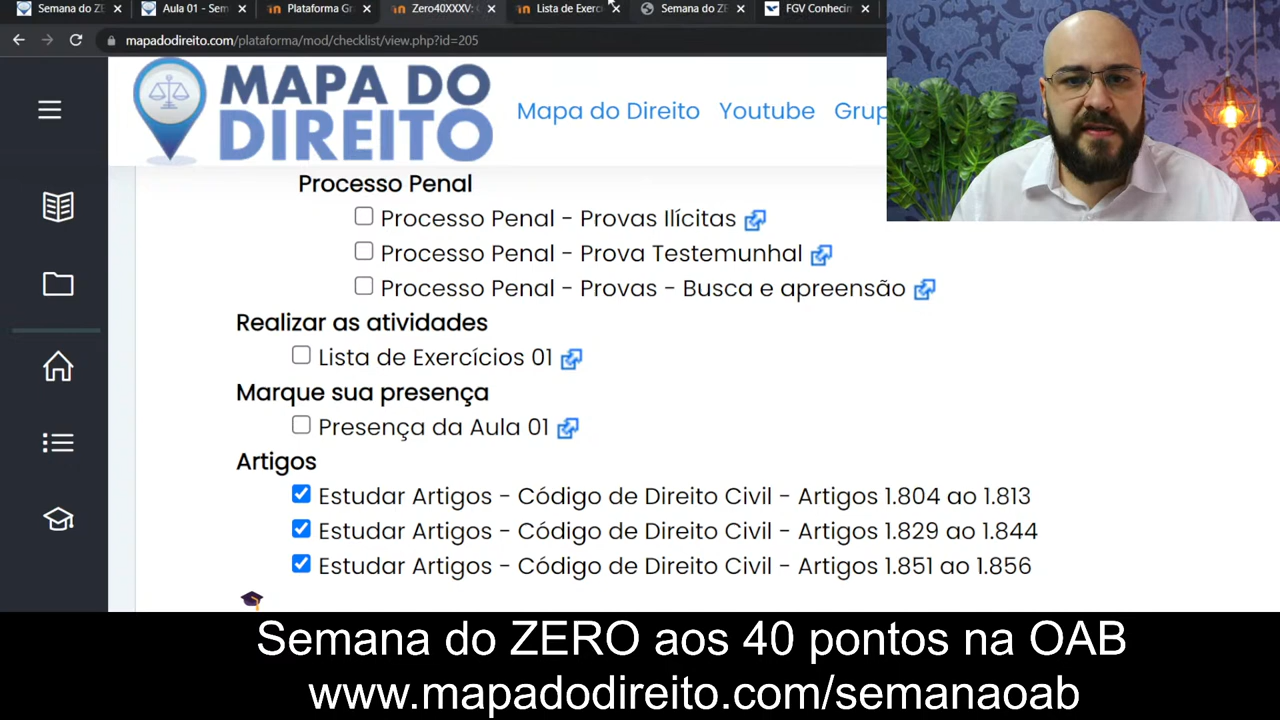 Semana do ZE
Aula 01 - Sem
Plataforma Gr
Zero40XXXV:
Lista de Exerc
Semana do ZE
FGV Conhecim
mapadodireito.com/plataforma/mod/checklist/view.php?id=205
MAPA DO
DIREITO
Mapa do Direito Youtube Grup
Processo Penal
Processo Penal - Provas Ilícitas
Processo Penal - Prova Testemunhal
Processo Penal - Provas - Busca e apreensão
Realizar as atividades
Lista de Exercícios 01
Marque sua presença
Presença da Aula 01
Artigos
Estudar Artigos - Código de Direito Civil - Artigos 1.804 ao 1.813
Estudar Artigos - Código de Direito Civil - Artigos 1.829 ao 1.844
Estudar Artigos - Código de Direito Civil - Artigos 1.851 ao 1.856
Semana do ZERO aos 40 pontos na OAB
www.mapadodireito.com/semanaoab